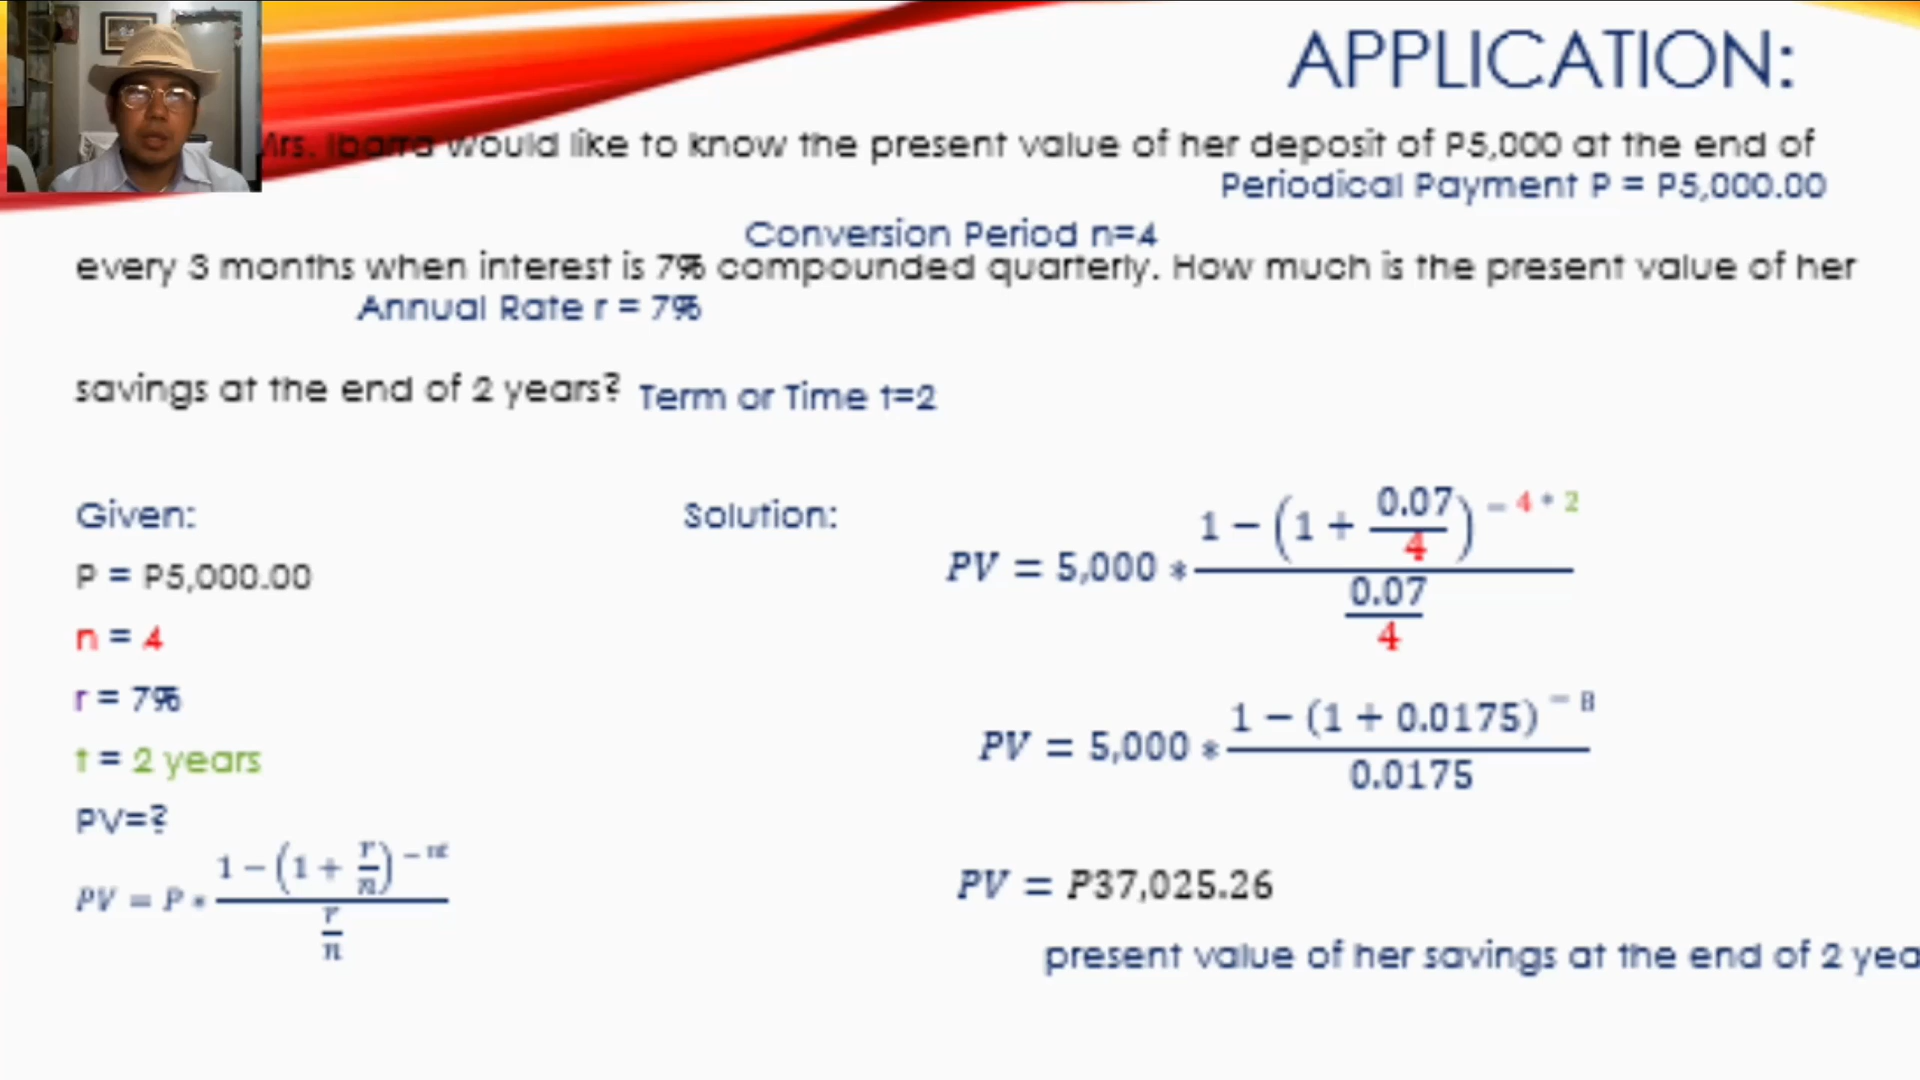 APPLICATION:
Mrs. Ibarra would like to know the present value of her deposit of P5,000 at the end of
Periodical Payment P = P5,000.00
Conversion Period n=4
every 3 months when interest is 7% compounded quarterly. How much is the present value of her
Annual Rate r = 7%
savings at the end of 2 years? Term or Time t=2
Given:
P = P5,000.00
n = 4
r = 7%
t = 2 years
PV=?
PV = P * (1 − (1 + r/n)^(−nt)) / (r/n)
Solution:
PV = 5,000 * (1 − (1 + 0.07/4)^(−4*2)) / (0.07/4)
PV = 5,000 * (1 − (1 + 0.0175)^(−8)) / 0.0175
PV = P37,025.26
present value of her savings at the end of 2 yea